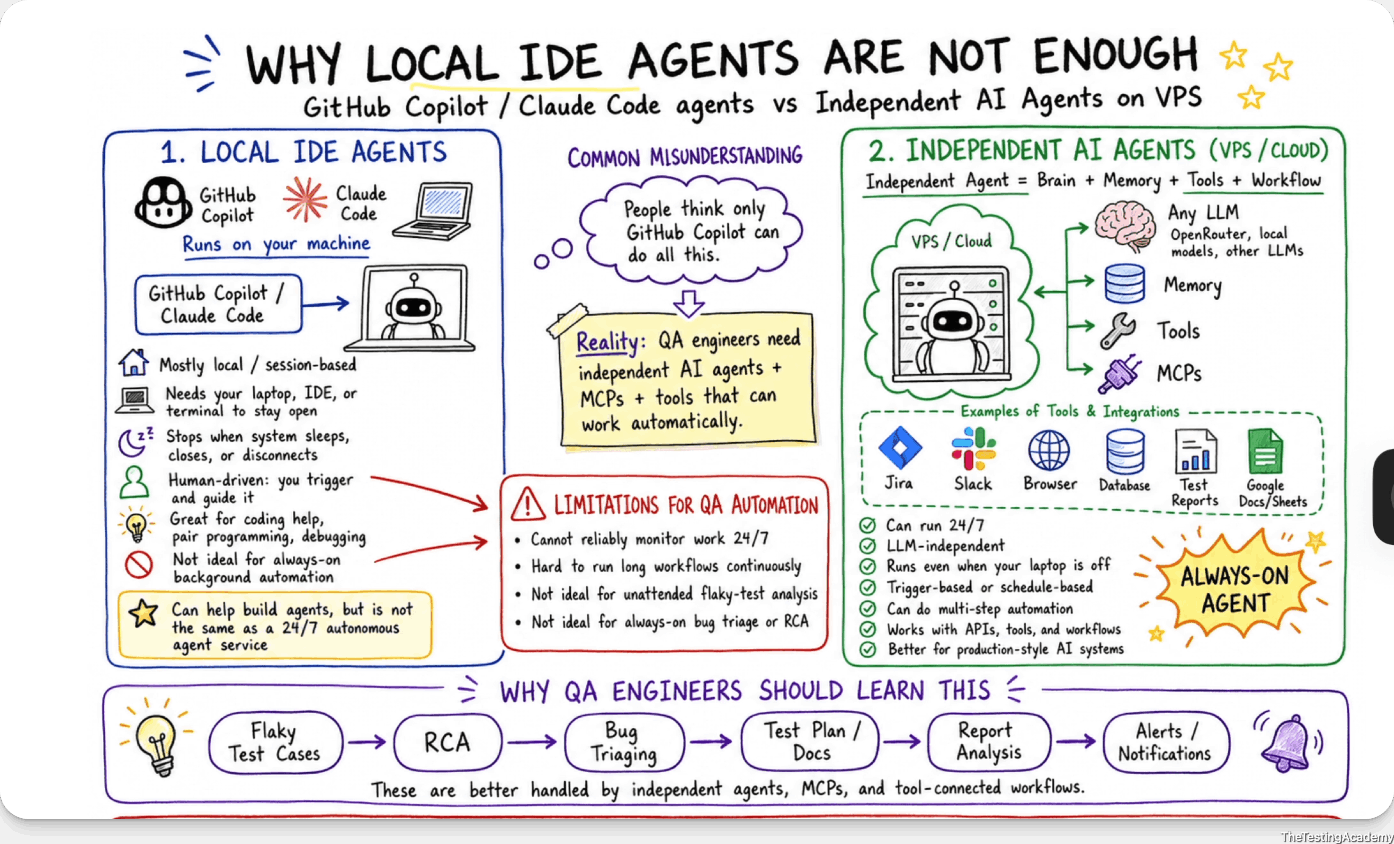 WHY LOCAL IDE AGENTS ARE NOT ENOUGH
GitHub Copilot / Claude Code agents vs Independent AI Agents on VPS
1. LOCAL IDE AGENTS
GitHub
Copilot
Claude
Code
Runs on your machine
GitHub Copilot /
Claude Code
Mostly local / session-based
Needs your laptop, IDE, or
terminal to stay open
Stops when system sleeps,
closes, or disconnects
Human-driven: you trigger
and guide it
Great for coding help,
pair programming, debugging
Not ideal for always-on
background automation
Can help build agents, but is not
the same as a 24/7 autonomous
agent service
COMMON MISUNDERSTANDING
People think only
GitHub Copilot can
do all this.
Reality: QA engineers need
independent AI agents +
MCPs + tools that can
work automatically.
LIMITATIONS FOR QA AUTOMATION
• Cannot reliably monitor work 24/7
• Hard to run long workflows continuously
• Not ideal for unattended flaky-test analysis
• Not ideal for always-on bug triage or RCA
2. INDEPENDENT AI AGENTS (VPS / CLOUD)
Independent Agent = Brain + Memory + Tools + Workflow
VPS / Cloud
Any LLM
OpenRouter, local
models, other LLMs
Memory
Tools
MCPs
Examples of Tools & Integrations
Jira
Slack
Browser
Database
Test
Reports
Google
Docs/Sheets
Can run 24/7
LLM-independent
Runs even when your laptop is off
Trigger-based or schedule-based
Can do multi-step automation
Works with APIs, tools, and workflows
Better for production-style AI systems
ALWAYS-ON
AGENT
WHY QA ENGINEERS SHOULD LEARN THIS
Flaky
Test Cases
RCA
Bug
Triaging
Test Plan /
Docs
Report
Analysis
Alerts /
Notifications
These are better handled by independent agents, MCPs, and tool-connected workflows.
TheTestingAcademy